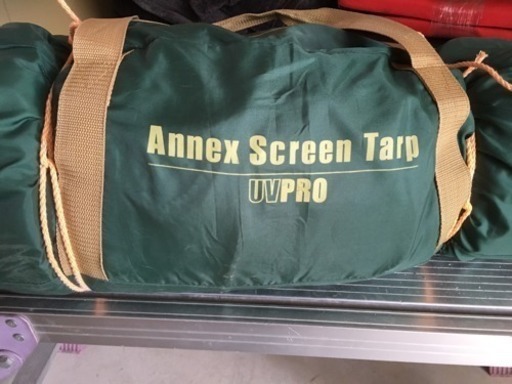 Annex Screen Tarp
UVPRO